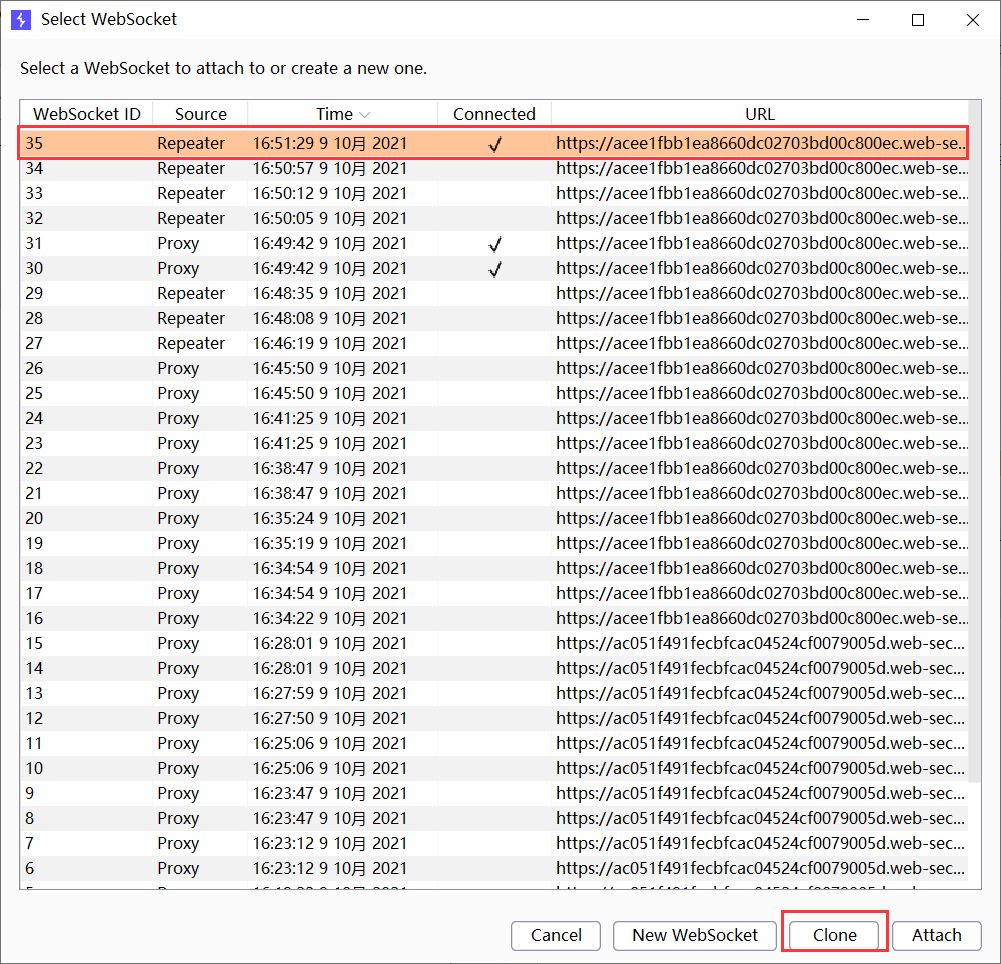 Select WebSocket
Select a WebSocket to attach to or create a new one.
WebSocket ID Source Time Connected URL
35 Repeater 16:51:29 9 10月 2021 ✓ https://acee1fbb1ea8660dc02703bd00c800ec.web-se...
34 Repeater 16:50:57 9 10月 2021 https://acee1fbb1ea8660dc02703bd00c800ec.web-se...
33 Repeater 16:50:12 9 10月 2021 https://acee1fbb1ea8660dc02703bd00c800ec.web-se...
32 Repeater 16:50:05 9 10月 2021 https://acee1fbb1ea8660dc02703bd00c800ec.web-se...
31 Proxy 16:49:42 9 10月 2021 ✓ https://acee1fbb1ea8660dc02703bd00c800ec.web-se...
30 Proxy 16:49:42 9 10月 2021 ✓ https://acee1fbb1ea8660dc02703bd00c800ec.web-se...
29 Repeater 16:48:35 9 10月 2021 https://acee1fbb1ea8660dc02703bd00c800ec.web-se...
28 Repeater 16:48:08 9 10月 2021 https://acee1fbb1ea8660dc02703bd00c800ec.web-se...
27 Repeater 16:46:19 9 10月 2021 https://acee1fbb1ea8660dc02703bd00c800ec.web-se...
26 Proxy 16:45:50 9 10月 2021 https://acee1fbb1ea8660dc02703bd00c800ec.web-se...
25 Proxy 16:45:50 9 10月 2021 https://acee1fbb1ea8660dc02703bd00c800ec.web-se...
24 Proxy 16:41:25 9 10月 2021 https://acee1fbb1ea8660dc02703bd00c800ec.web-se...
23 Proxy 16:41:25 9 10月 2021 https://acee1fbb1ea8660dc02703bd00c800ec.web-se...
22 Proxy 16:38:47 9 10月 2021 https://acee1fbb1ea8660dc02703bd00c800ec.web-se...
21 Proxy 16:38:47 9 10月 2021 https://acee1fbb1ea8660dc02703bd00c800ec.web-se...
20 Proxy 16:35:24 9 10月 2021 https://acee1fbb1ea8660dc02703bd00c800ec.web-se...
19 Proxy 16:35:19 9 10月 2021 https://acee1fbb1ea8660dc02703bd00c800ec.web-se...
18 Proxy 16:34:54 9 10月 2021 https://acee1fbb1ea8660dc02703bd00c800ec.web-se...
17 Proxy 16:34:54 9 10月 2021 https://acee1fbb1ea8660dc02703bd00c800ec.web-se...
16 Proxy 16:34:22 9 10月 2021 https://acee1fbb1ea8660dc02703bd00c800ec.web-se...
15 Proxy 16:28:01 9 10月 2021 https://ac051f491fecbfcac04524cf0079005d.web-sec...
14 Proxy 16:28:01 9 10月 2021 https://ac051f491fecbfcac04524cf0079005d.web-sec...
13 Proxy 16:27:59 9 10月 2021 https://ac051f491fecbfcac04524cf0079005d.web-sec...
12 Proxy 16:27:50 9 10月 2021 https://ac051f491fecbfcac04524cf0079005d.web-sec...
11 Proxy 16:25:06 9 10月 2021 https://ac051f491fecbfcac04524cf0079005d.web-sec...
10 Proxy 16:25:06 9 10月 2021 https://ac051f491fecbfcac04524cf0079005d.web-sec...
9 Proxy 16:23:47 9 10月 2021 https://ac051f491fecbfcac04524cf0079005d.web-sec...
8 Proxy 16:23:47 9 10月 2021 https://ac051f491fecbfcac04524cf0079005d.web-sec...
7 Proxy 16:23:12 9 10月 2021 https://ac051f491fecbfcac04524cf0079005d.web-sec...
6 Proxy 16:23:12 9 10月 2021 https://ac051f491fecbfcac04524cf0079005d.web-sec...
Cancel New WebSocket Clone Attach